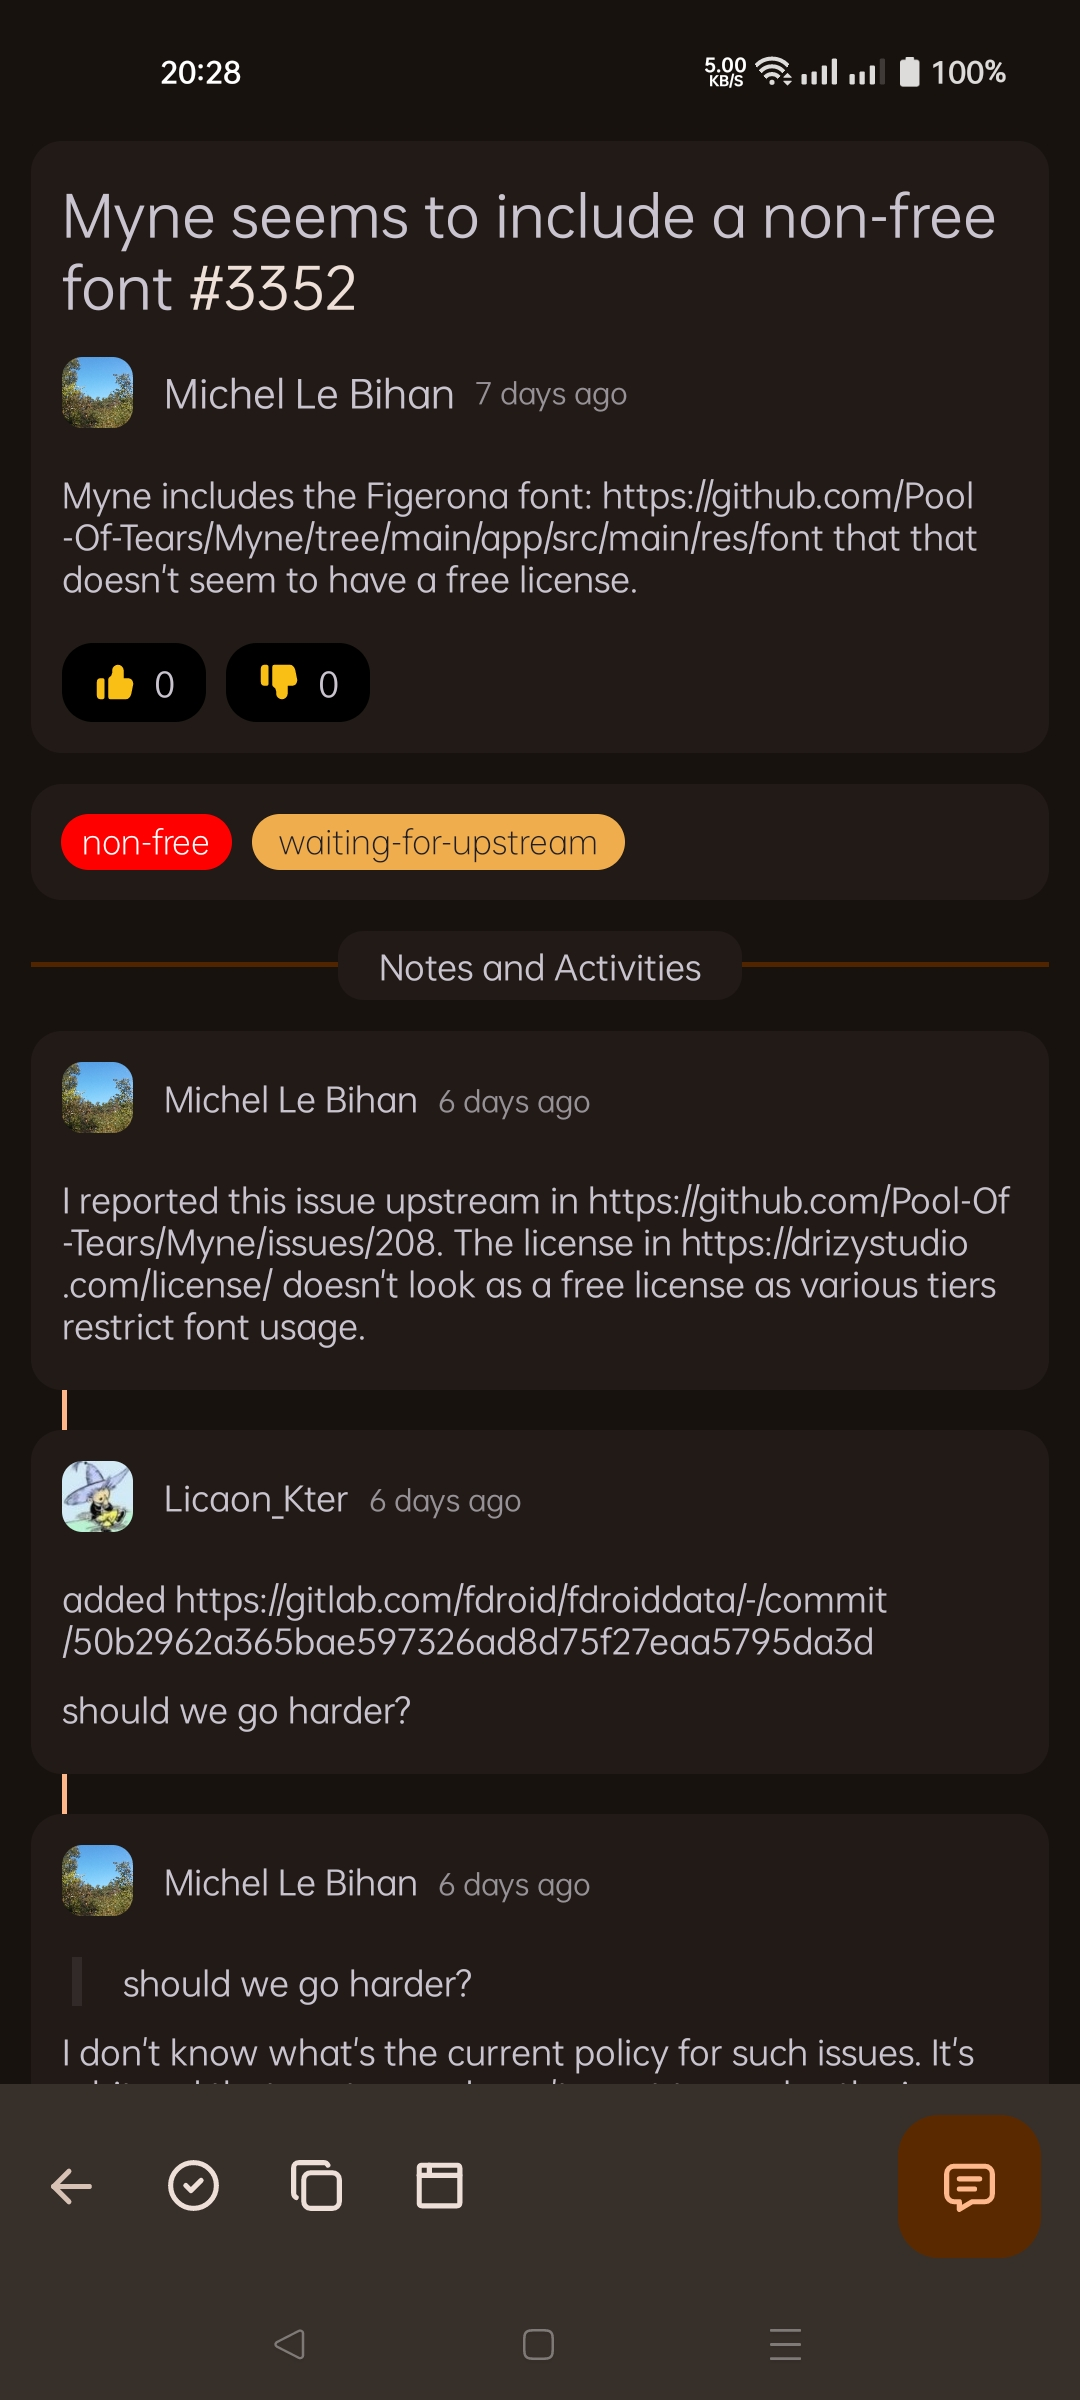 20:28
5.00 KB/S 100%
Myne seems to include a non-free
font #3352
Michel Le Bihan 7 days ago
Myne includes the Figerona font: https://github.com/Pool
-Of-Tears/Myne/tree/main/app/src/main/res/font that that
doesn't seem to have a free license.
0 0
non-free waiting-for-upstream
Notes and Activities
Michel Le Bihan 6 days ago
I reported this issue upstream in https://github.com/Pool-Of
-Tears/Myne/issues/208. The license in https://drizystudio
.com/license/ doesn't look as a free license as various tiers
restrict font usage.
Licaon_Kter 6 days ago
added https://gitlab.com/fdroid/fdroiddata/-/commit
/50b2962a365bae597326ad8d75f27eaa5795da3d
should we go harder?
Michel Le Bihan 6 days ago
should we go harder?
I don't know what's the current policy for such issues. It's